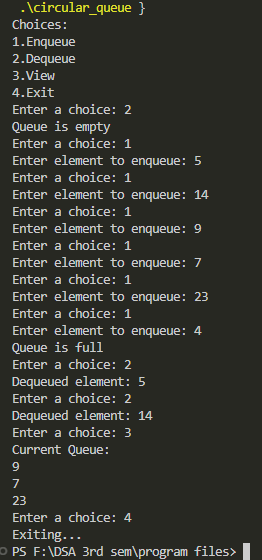 .\circular_queue }
Choices:
1.Enqueue
2.Dequeue
3.View
4.Exit
Enter a choice: 2
Queue is empty
Enter a choice: 1
Enter element to enqueue: 5
Enter a choice: 1
Enter element to enqueue: 14
Enter a choice: 1
Enter element to enqueue: 9
Enter a choice: 1
Enter element to enqueue: 7
Enter a choice: 1
Enter element to enqueue: 23
Enter a choice: 1
Enter element to enqueue: 4
Queue is full
Enter a choice: 2
Dequeued element: 5
Enter a choice: 2
Dequeued element: 14
Enter a choice: 3
Current Queue:
9
7
23
Enter a choice: 4
Exiting...
PS F:\DSA 3rd sem\program files>